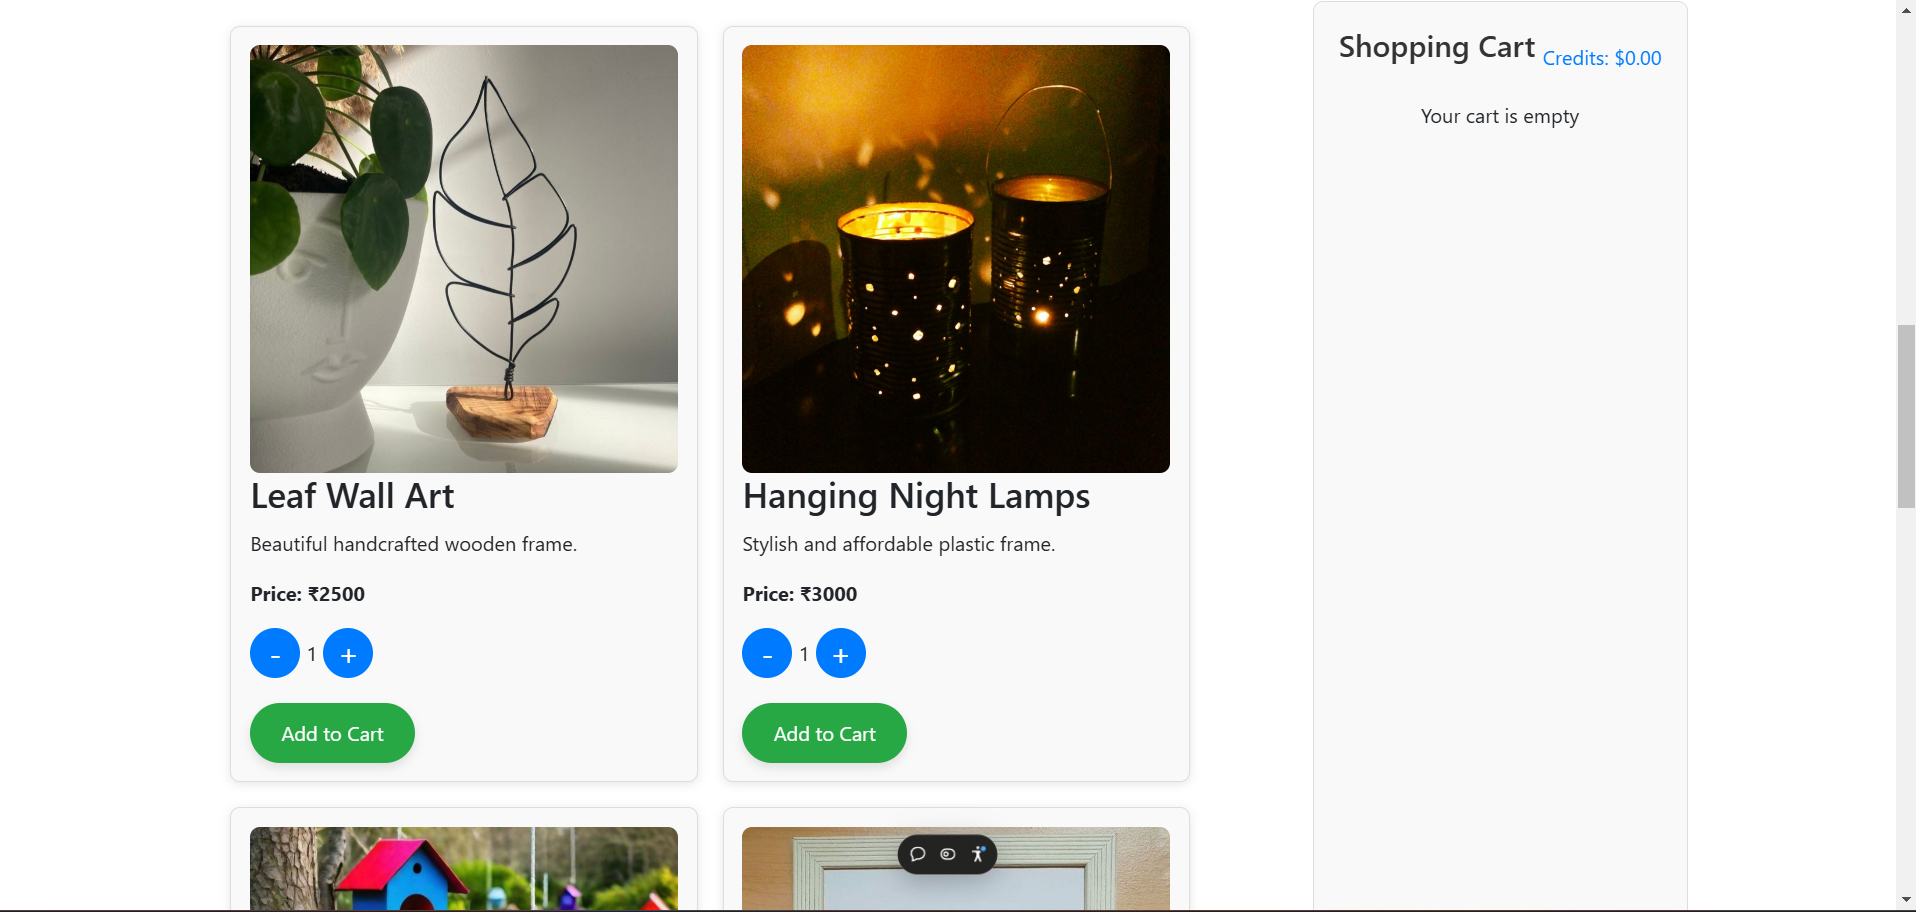 Leaf Wall Art
Beautiful handcrafted wooden frame.
Price: ₹2500
- 1 +
Add to Cart
Hanging Night Lamps
Stylish and affordable plastic frame.
Price: ₹3000
- 1 +
Add to Cart
Shopping Cart Credits: $0.00
Your cart is empty